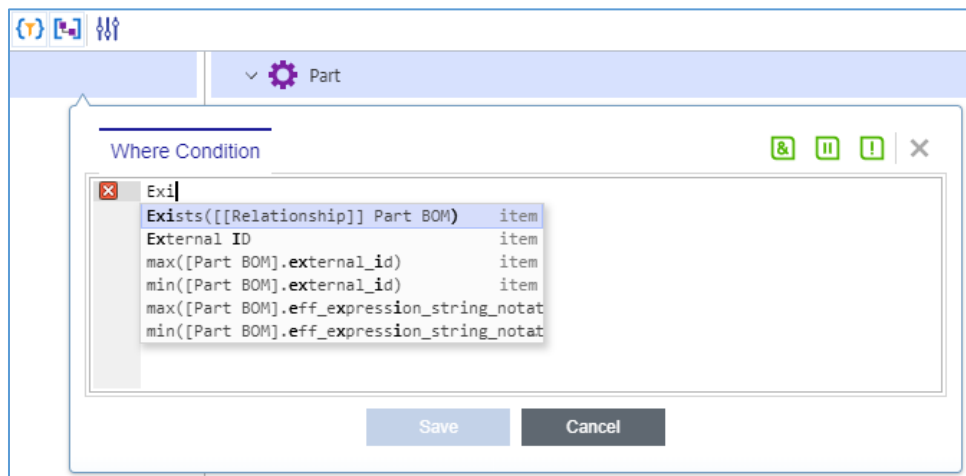 Part
Where Condition
Exi
Exists([[Relationship]] Part BOM) item
External ID item
max([Part BOM].external_id) item
min([Part BOM].external_id) item
max([Part BOM].eff_expression_string_notat
min([Part BOM].eff_expression_string_notat
Save Cancel